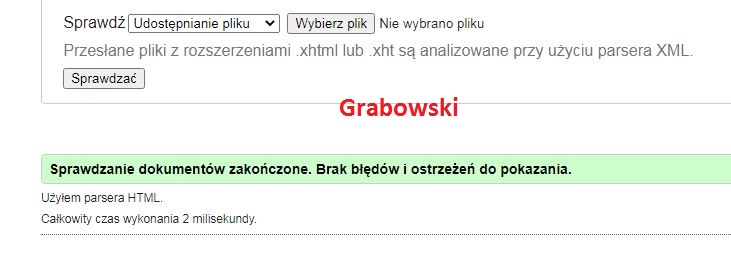 Sprawdź Udostępnianie pliku Wybierz plik Nie wybrano pliku
Przesłane pliki z rozszerzeniami .xhtml lub .xht są analizowane przy użyciu parsera XML.
Sprawdzać
Grabowski
Sprawdzanie dokumentów zakończone. Brak błędów i ostrzeżeń do pokazania.
Użyłem parsera HTML.
Całkowity czas wykonania 2 milisekundy.